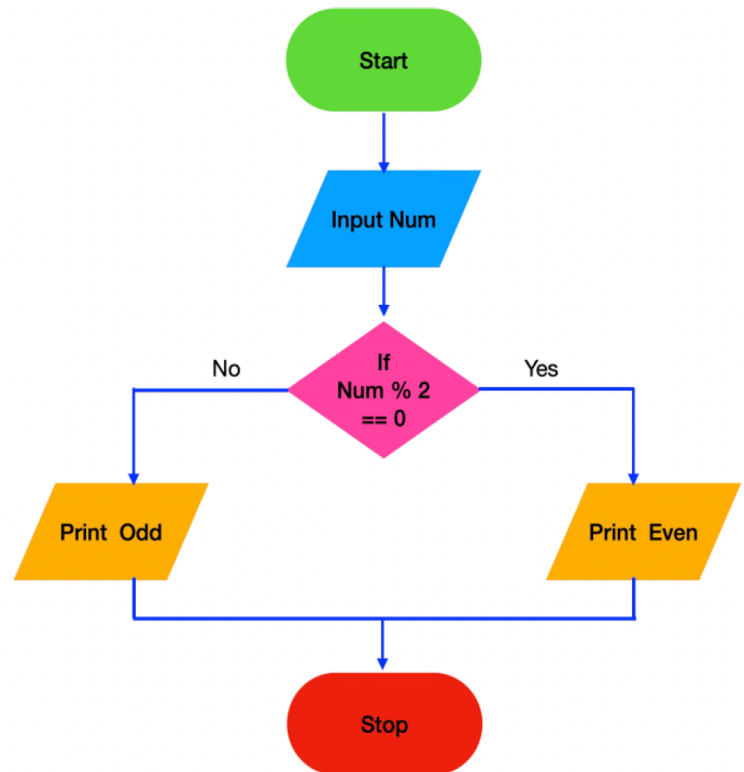 Start
Input Num
If
Num % 2
== 0
No
Yes
Print Odd
Print Even
Stop